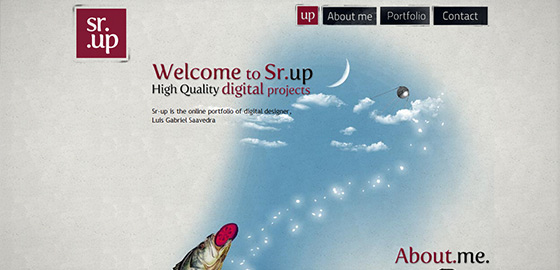 sr.
.up
up
About me
Portfolio
Contact
Welcome to Sr.up
High Quality digital projects
Sr-up is the online portfolio of digital designer,
Luis Gabriel Saavedra
About.me.